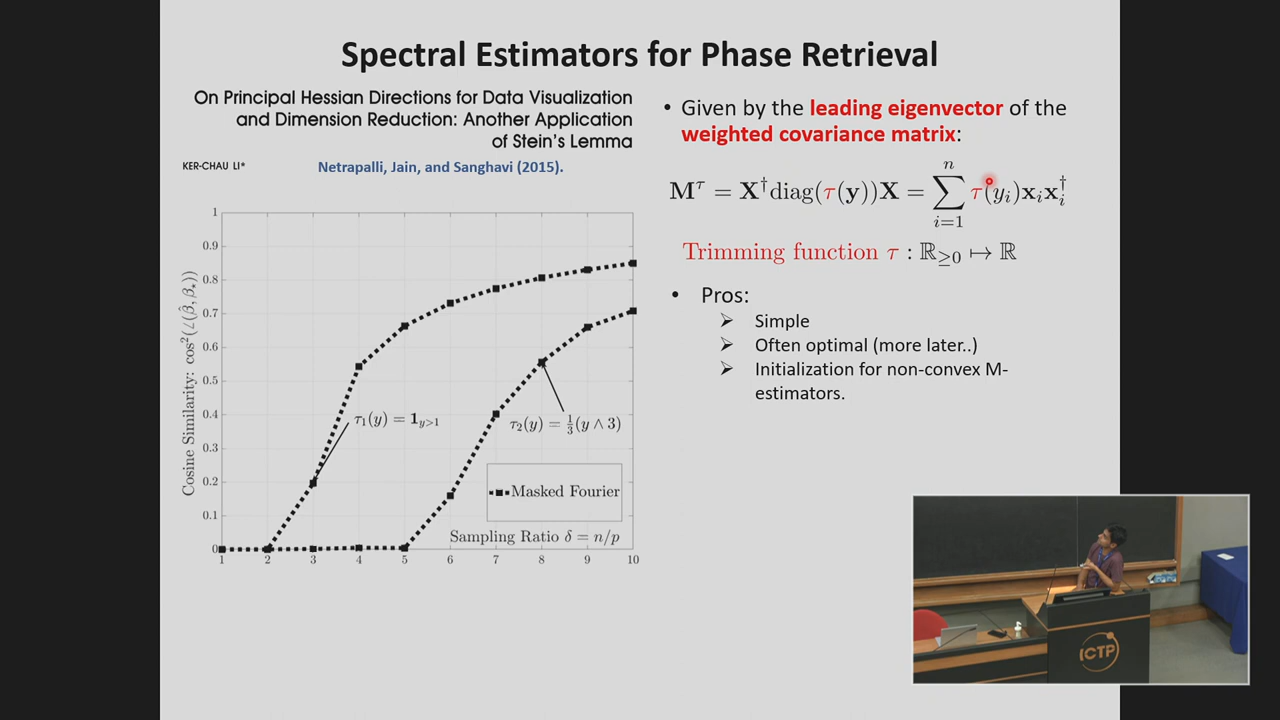 Spectral Estimators for Phase Retrieval
On Principal Hessian Directions for Data Visualization
and Dimension Reduction: Another Application
of Stein's Lemma
KER-CHAU LI*
Netrapalli, Jain, and Sanghavi (2015).
Cosine Similarity: cos²(∠(β̂, β⋆))
1
0.9
0.8
0.7
0.6
0.5
0.4
0.3
0.2
0.1
0
τ₁(y) = 𝟏_{y>1}
τ₂(y) = ⅓(y ∧ 3)
Masked Fourier
Sampling Ratio δ = n/p
1 2 3 4 5 6 7 8 9 10
• Given by the leading eigenvector of the
weighted covariance matrix:
M^τ = X†diag(τ(y))X = ∑_{i=1}^{n} τ(y_i)x_i x_i†
Trimming function τ : ℝ_{≥0} ↦ ℝ
• Pros:
➢ Simple
➢ Often optimal (more later..)
➢ Initialization for non-convex M-
estimators.
ICTP